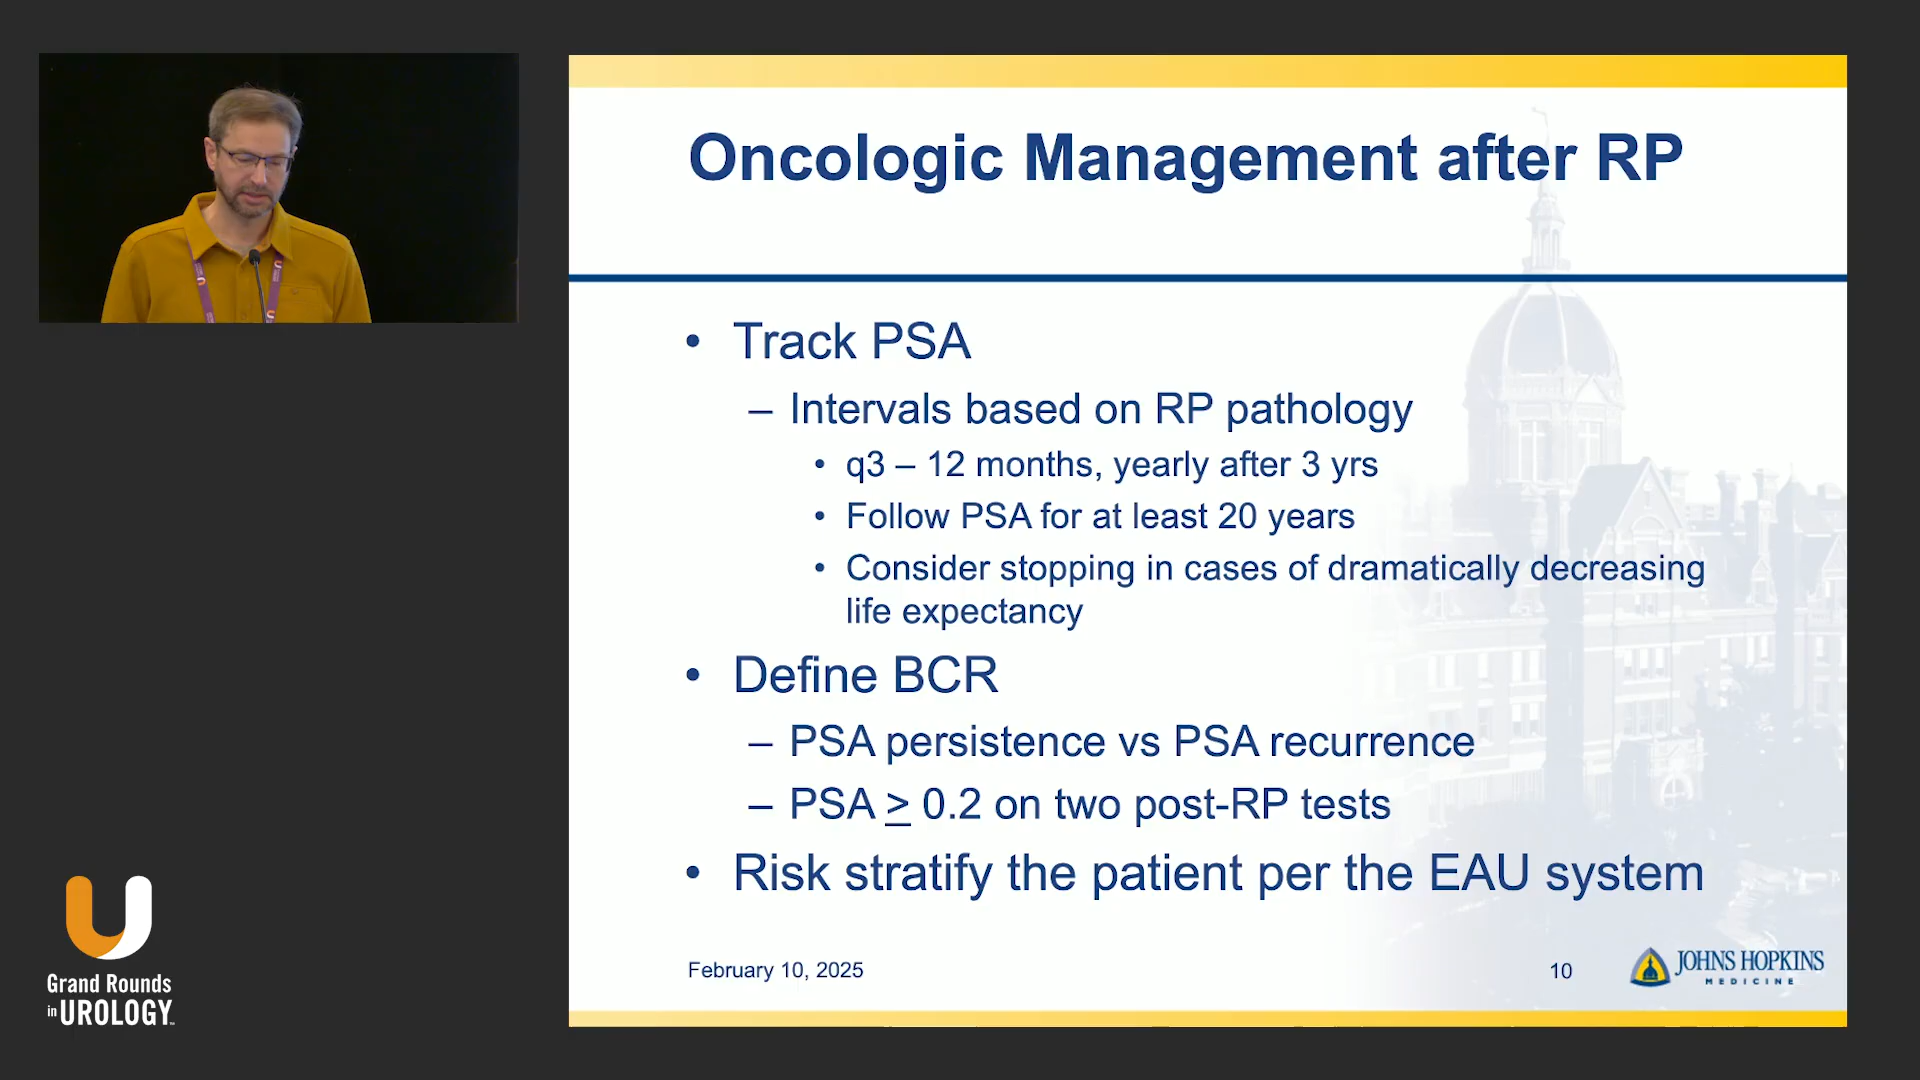 Oncologic Management after RP
• Track PSA
– Intervals based on RP pathology
• q3 – 12 months, yearly after 3 yrs
• Follow PSA for at least 20 years
• Consider stopping in cases of dramatically decreasing
life expectancy
• Define BCR
– PSA persistence vs PSA recurrence
– PSA ≥ 0.2 on two post-RP tests
• Risk stratify the patient per the EAU system
February 10, 2025
10
JOHNS HOPKINS
MEDICINE
Grand Rounds
in UROLOGY™